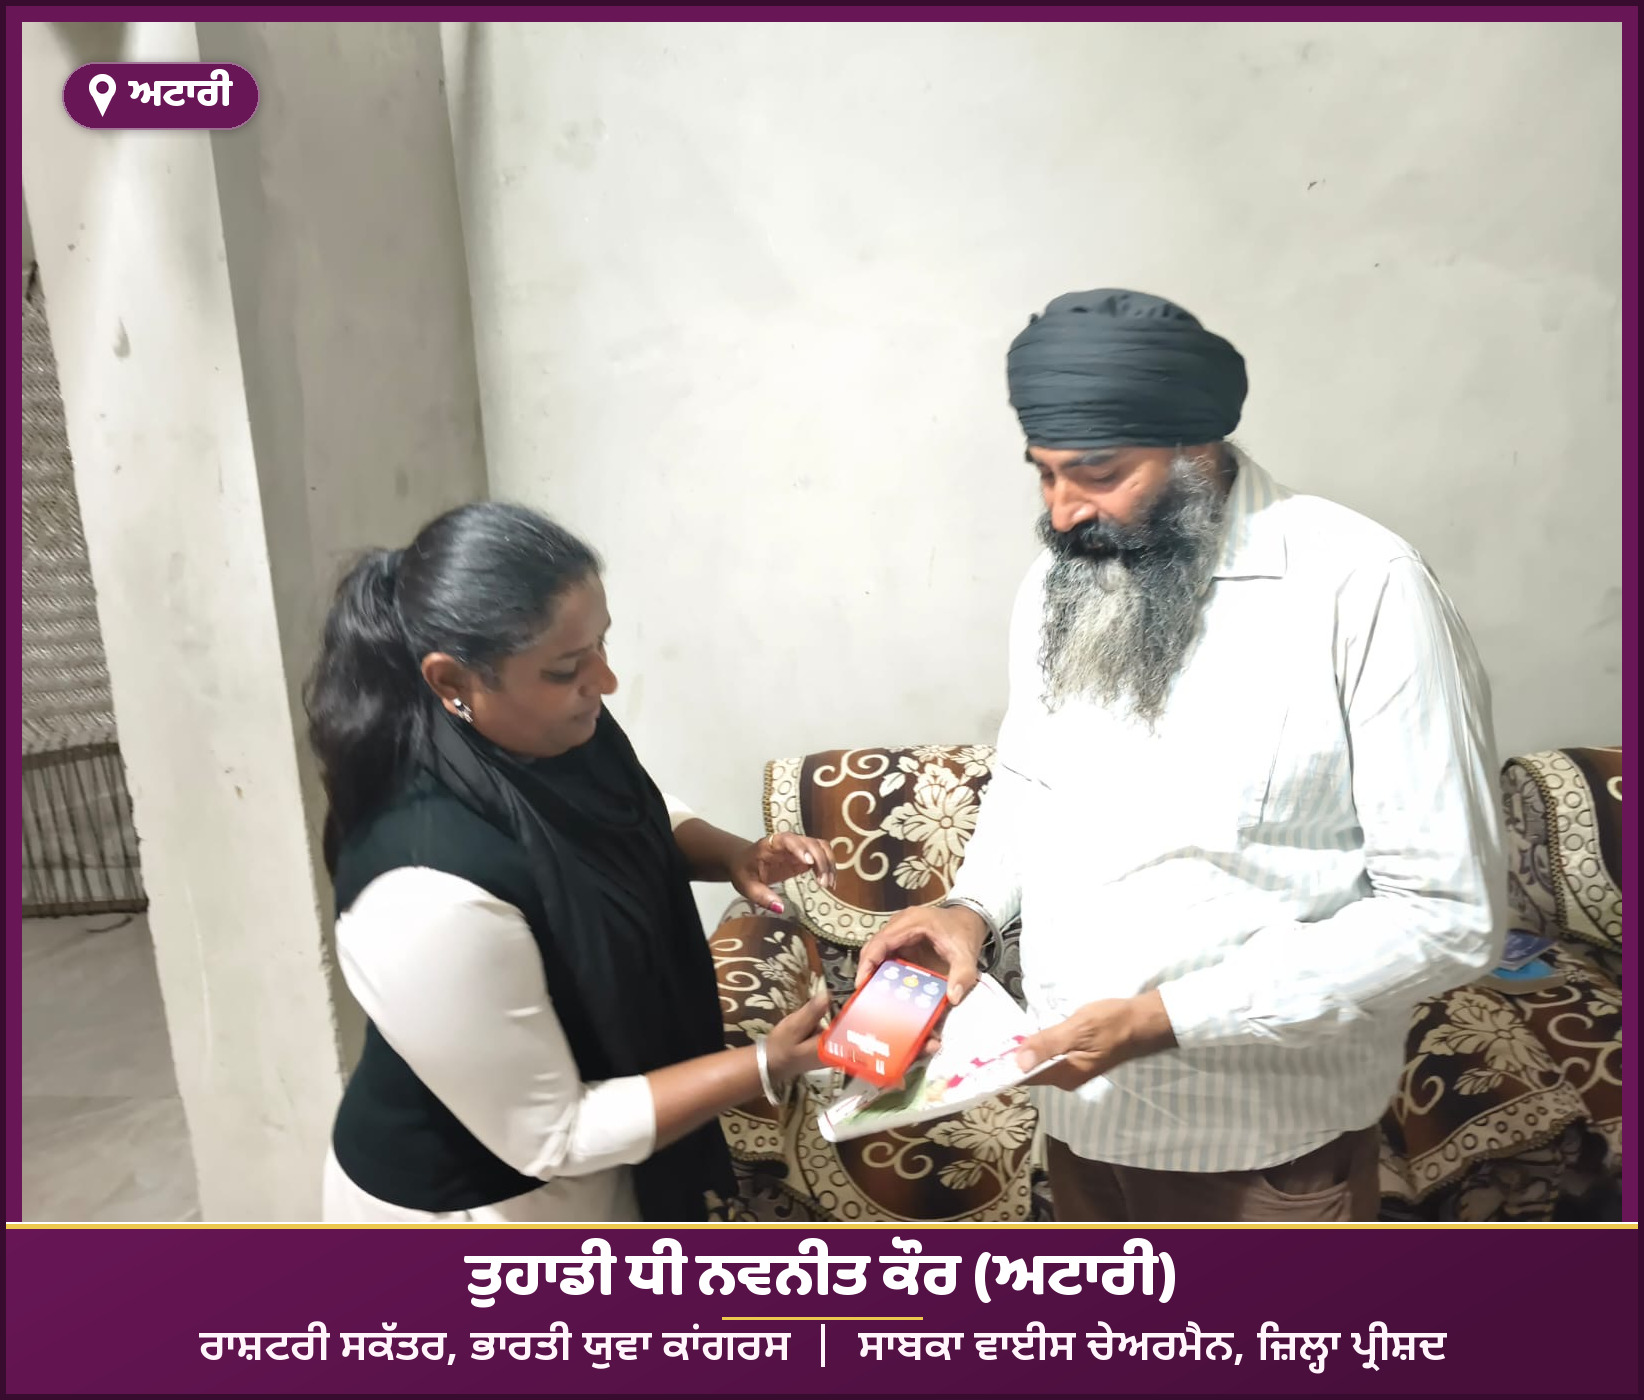 ਅਟਾਰੀ
ਤੁਹਾਡੀ ਧੀ ਨਵਨੀਤ ਕੌਰ (ਅਟਾਰੀ)
ਰਾਸ਼ਟਰੀ ਸਕੱਤਰ, ਭਾਰਤੀ ਯੁਵਾ ਕਾਂਗਰਸ | ਸਾਬਕਾ ਵਾਈਸ ਚੇਅਰਮੈਨ, ਜ਼ਿਲ੍ਹਾ ਪ੍ਰੀਸ਼ਦ